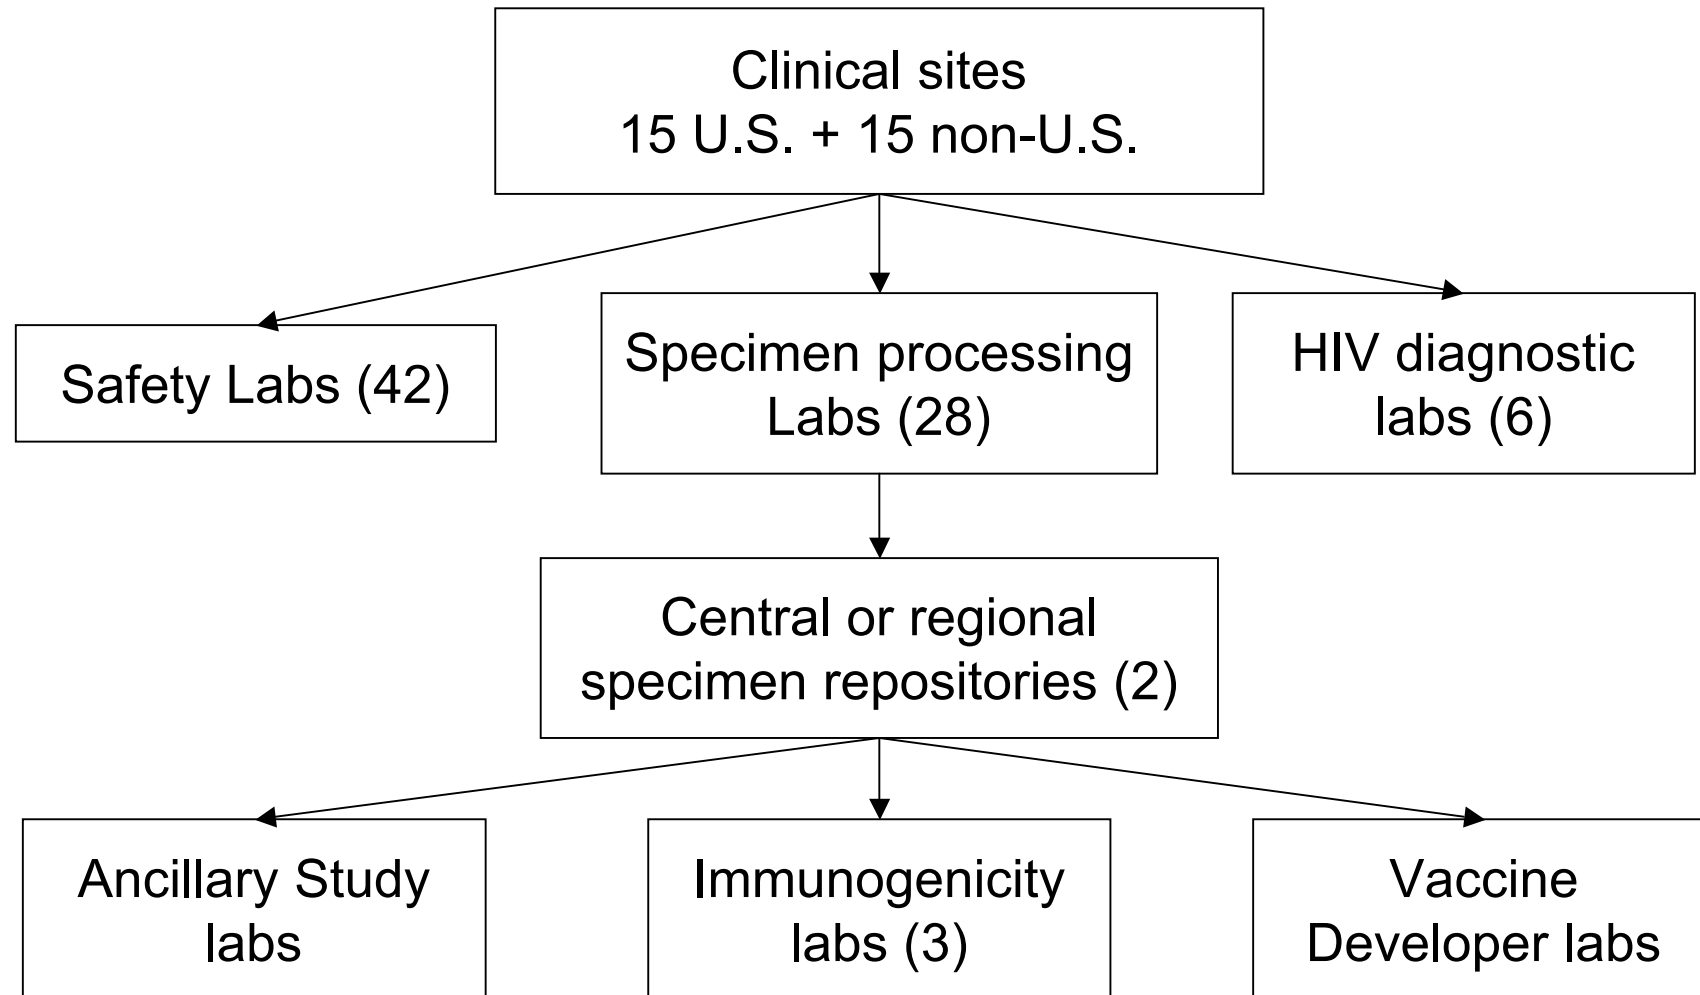 Clinical sites
15 U.S. + 15 non-U.S.
Safety Labs (42)
Specimen processing
Labs (28)
HIV diagnostic
labs (6)
Central or regional
specimen repositories (2)
Ancillary Study
labs
Immunogenicity
labs (3)
Vaccine
Developer labs